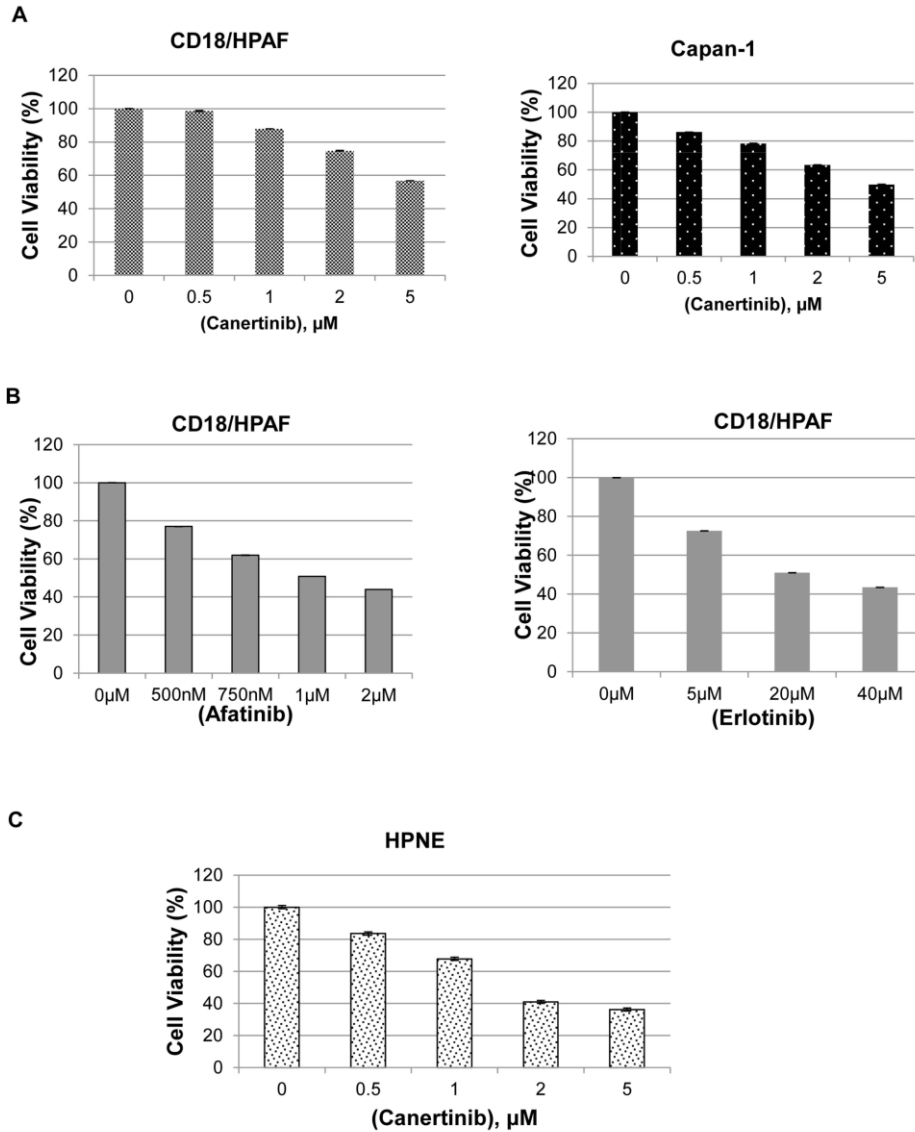 A
CD18/HPAF
Cell Viability (%)
120
100
80
60
40
20
0
0 0.5 1 2 5
(Canertinib), µM
Capan-1
Cell Viability (%)
120
100
80
60
40
20
0
0 0.5 1 2 5
(Canertinib), µM
B
CD18/HPAF
Cell Viability (%)
120
100
80
60
40
20
0
0µM 500nM 750nM 1µM 2µM
(Afatinib)
CD18/HPAF
Cell Viability (%)
120
100
80
60
40
20
0
0µM 5µM 20µM 40µM
(Erlotinib)
C
HPNE
Cell Viability (%)
120
100
80
60
40
20
0
0 0.5 1 2 5
(Canertinib), µM